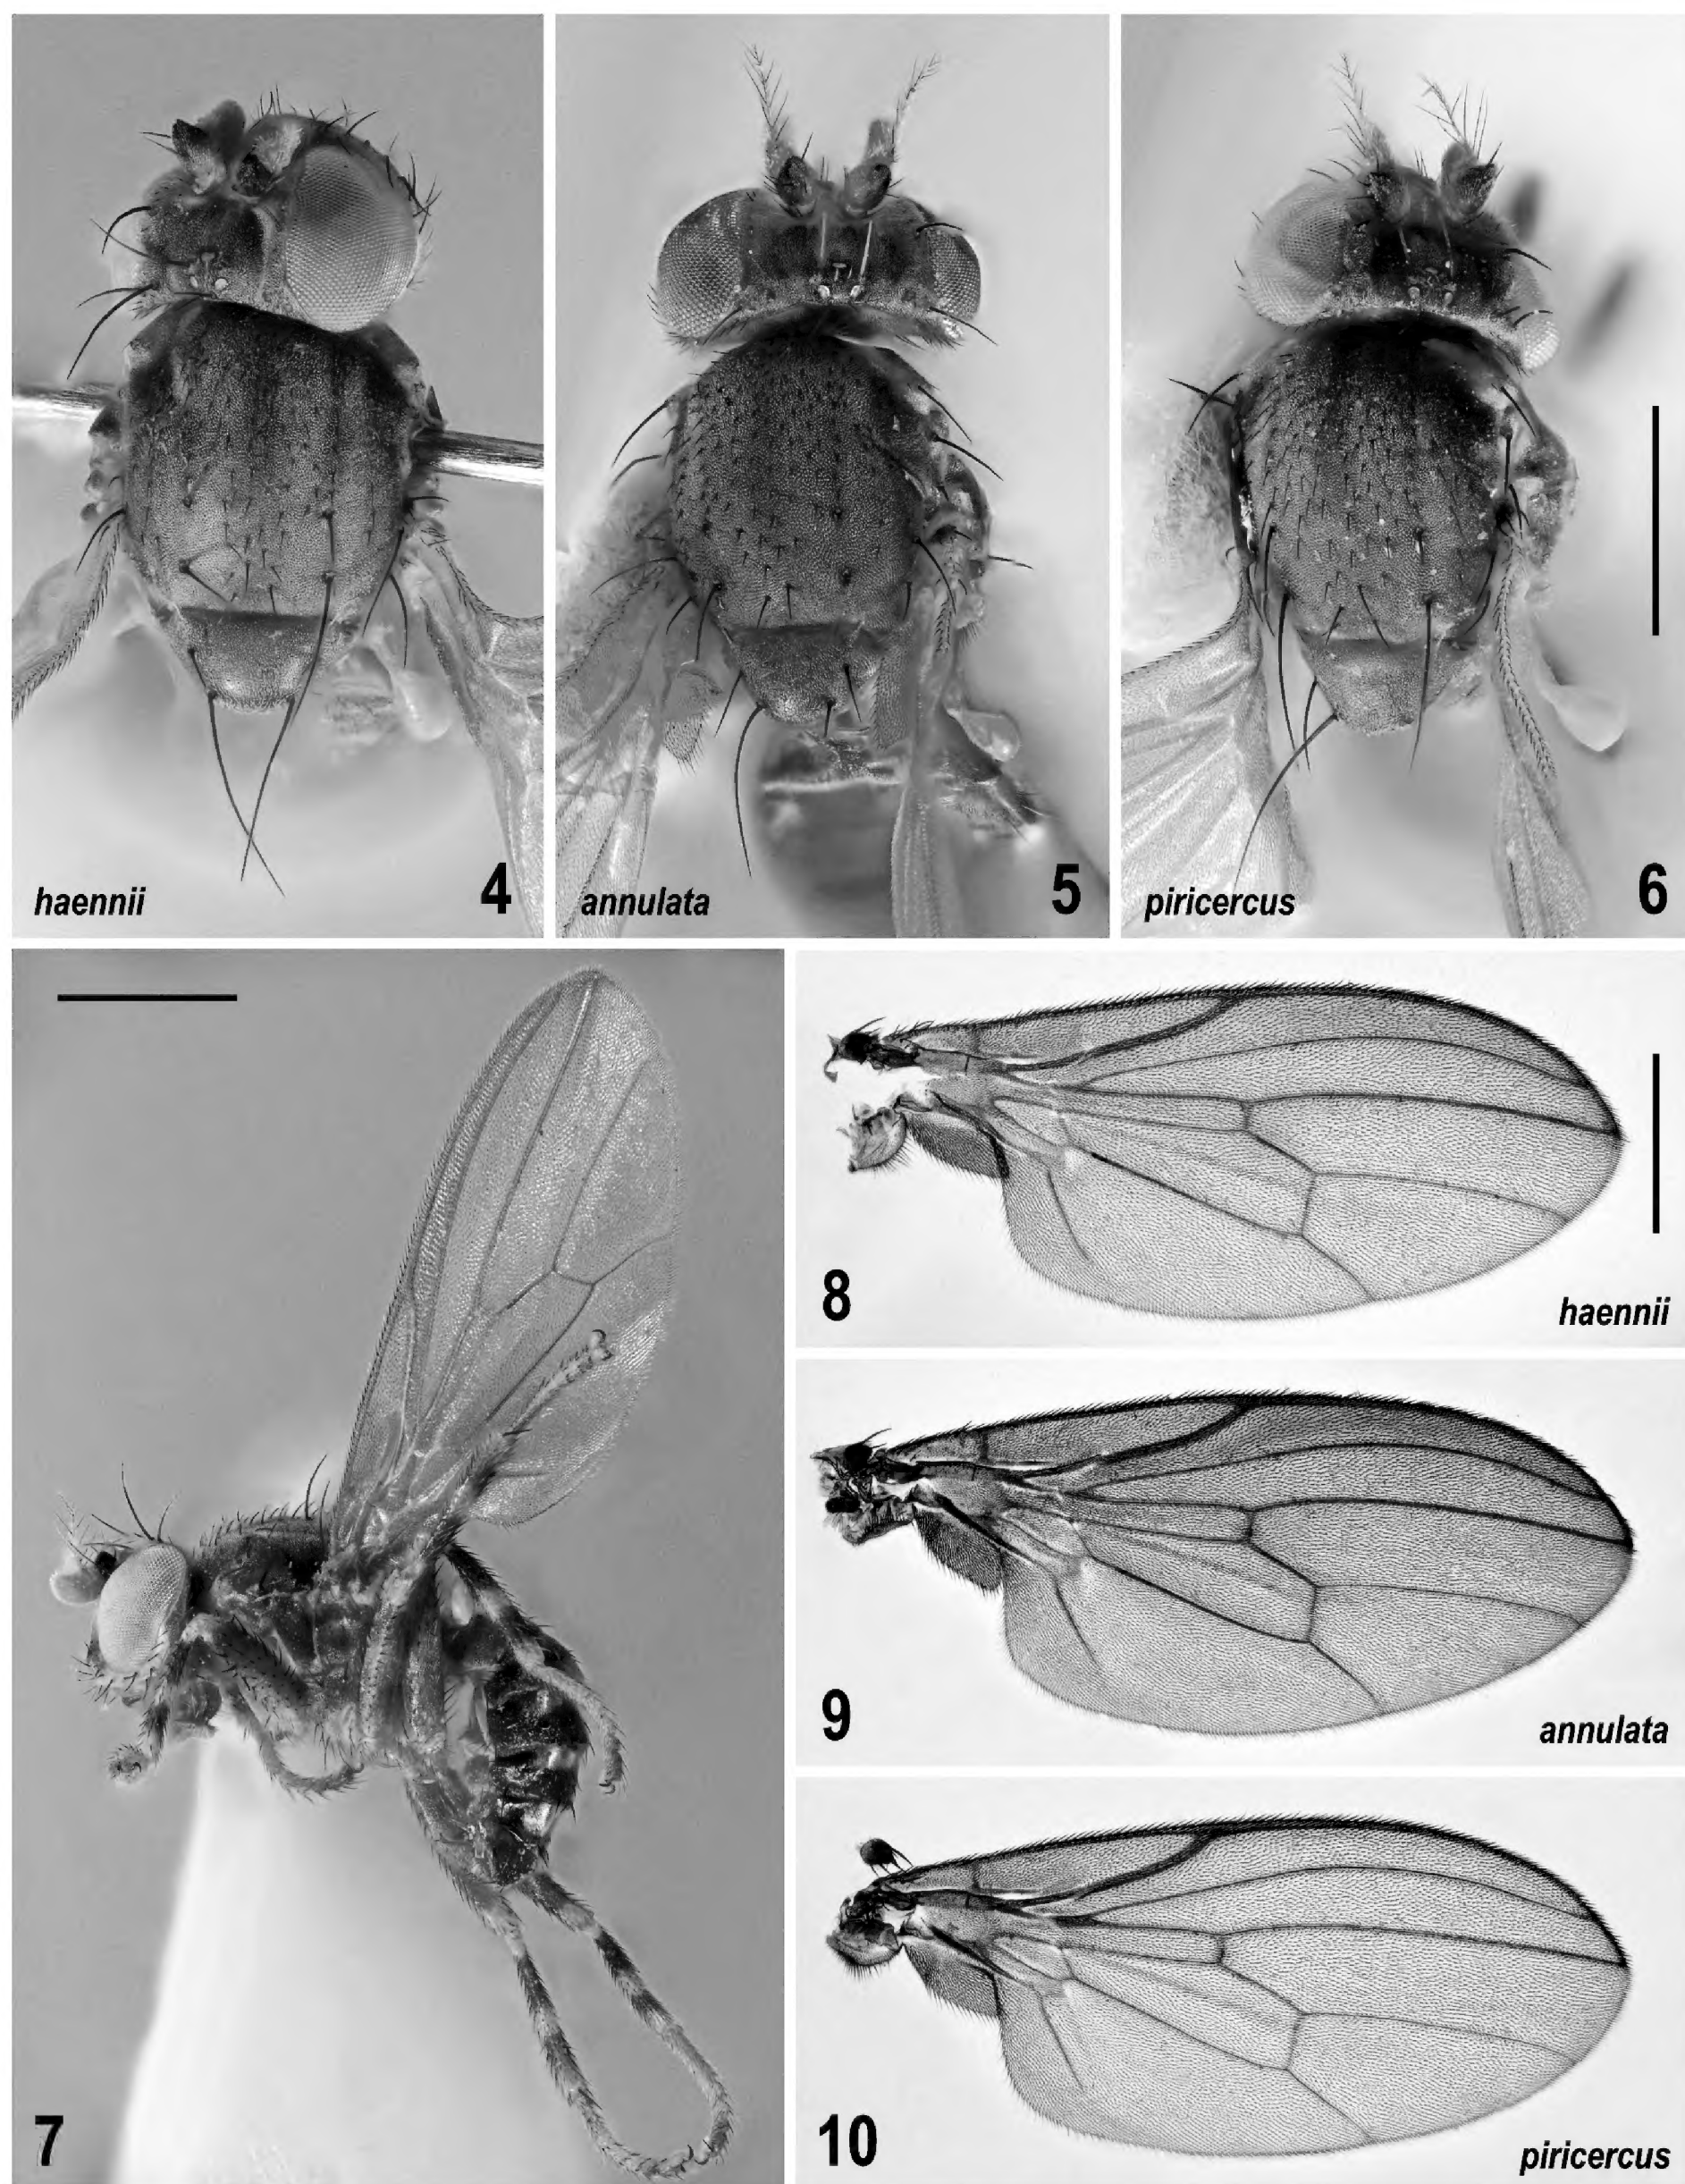 haennii 4
annulata 5
piricercus 6
7
8 haennii
9 annulata
10 piricercus